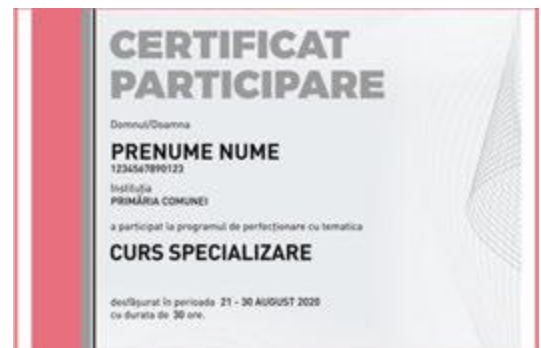 CERTIFICAT
PARTICIPARE
Domnul/Doamna
PRENUME NUME
1234567890123
Instituția
PRIMĂRIA COMUNEI
a participat la programul de perfecționare cu tematica
CURS SPECIALIZARE
desfășurat în perioada 21 - 30 AUGUST 2020
cu durata de 30 ore.